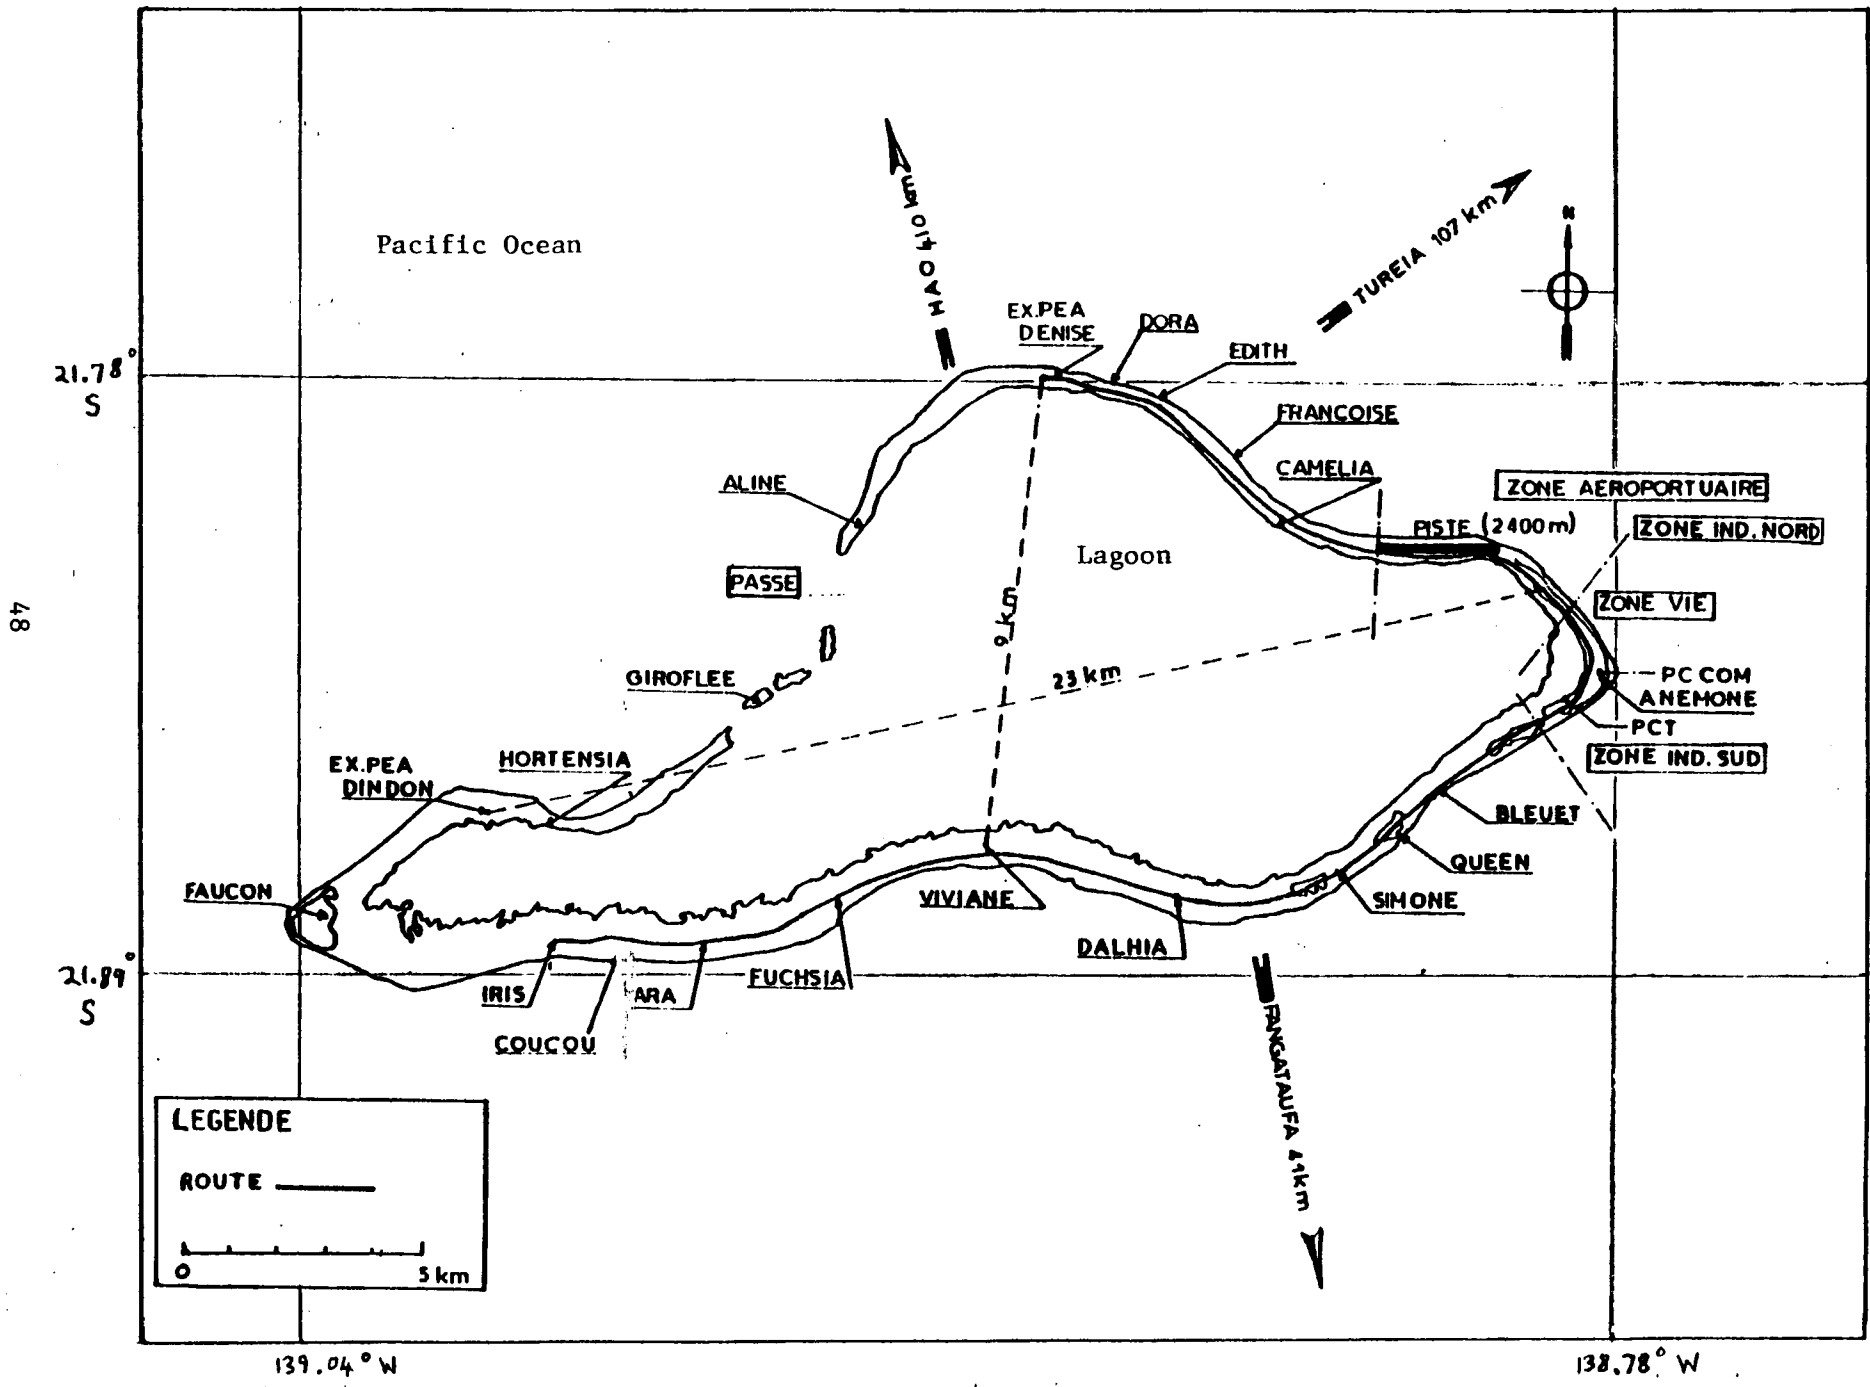 Pacific Ocean
HAO 410 km
TUREIA 107 km
N
EX.PEA
DENISE
DORA
EDITH
21.78°
S
FRANCOISE
CAMELIA
ALINE
ZONE AEROPORTUAIRE
PISTE (2400m)
ZONE IND. NORD
Lagoon
PASSE
ZONE VIE
48
9 km
23 km
GIROFLEE
PC COM
ANEMONE
PCT
ZONE IND. SUD
HORTENSIA
EX.PEA
DINDON
BLEUET
QUEEN
FAUCON
VIVIANE
SIMONE
DALHIA
21.89°
S
FUCHSIA
IRIS
ARA
COUCOU
FANGATAUFA 41km
LEGENDE
ROUTE
0
5 km
139.04° W
138.78° W